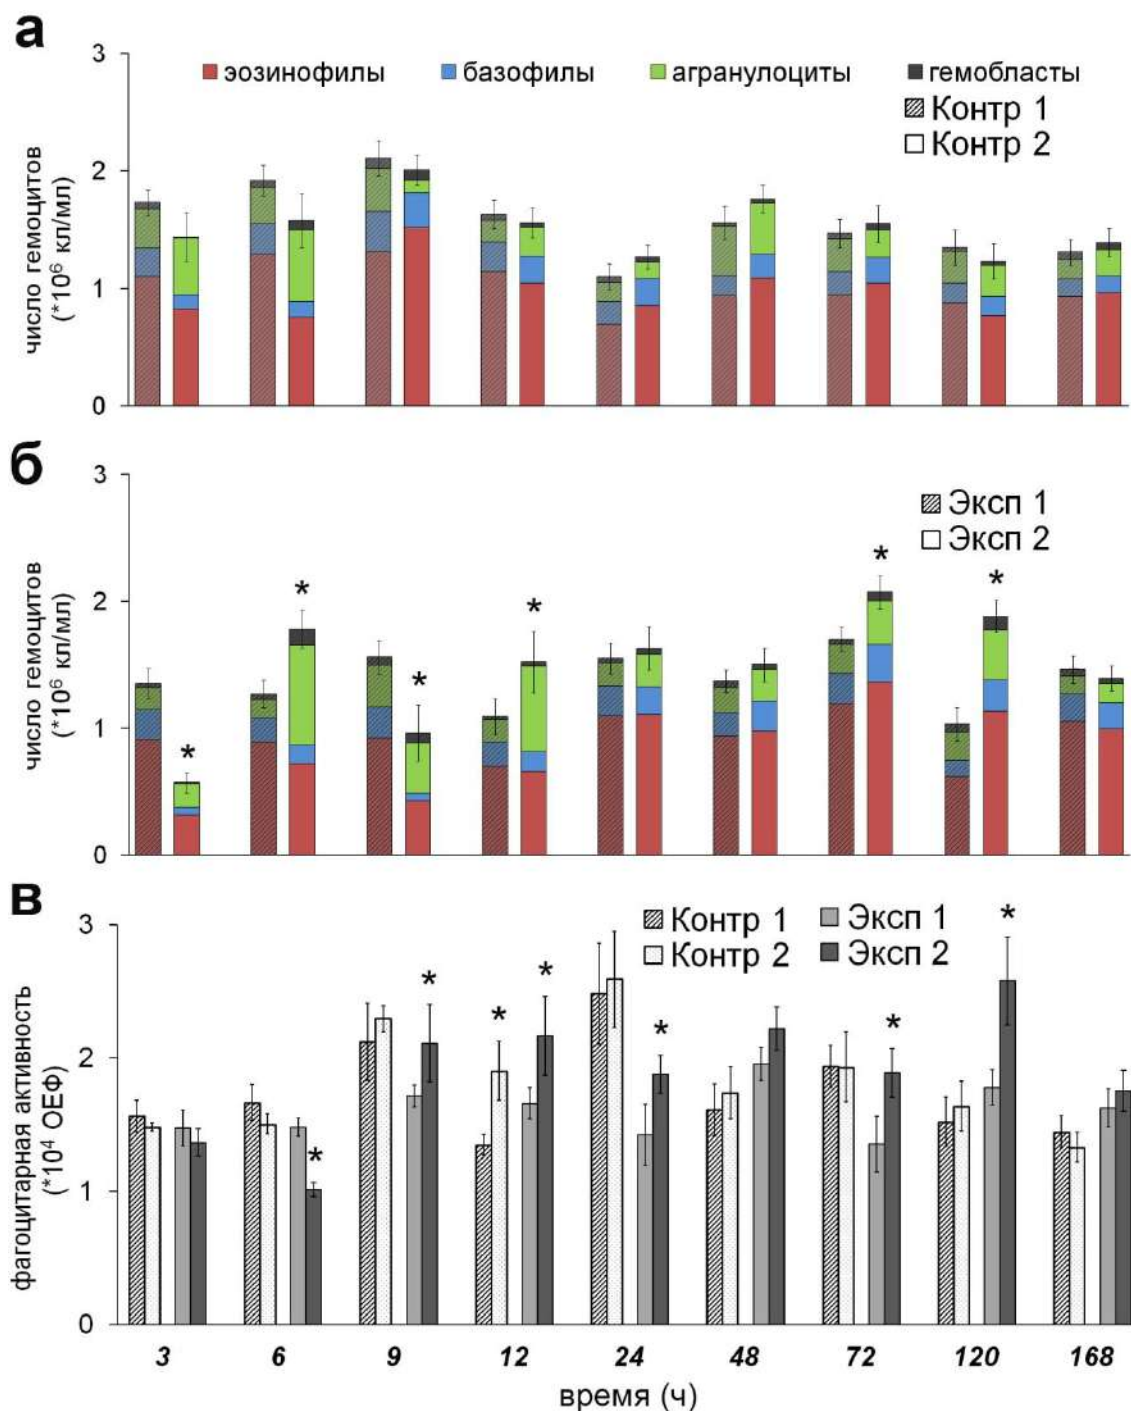 а
3
эозинофилы базофилы агранулоциты гемобласты
Контр 1
Контр 2
2
1
0
число гемоцитов
(*10⁶ кл/мл)
б
3
Эксп 1
Эксп 2
* * * * * *
2
1
0
число гемоцитов
(*10⁶ кл/мл)
в
3
Контр 1 Эксп 1
Контр 2 Эксп 2
* * * * * * *
2
1
0
фагоцитарная активность
(*10⁴ ОЕФ)
3 6 9 12 24 48 72 120 168
время (ч)